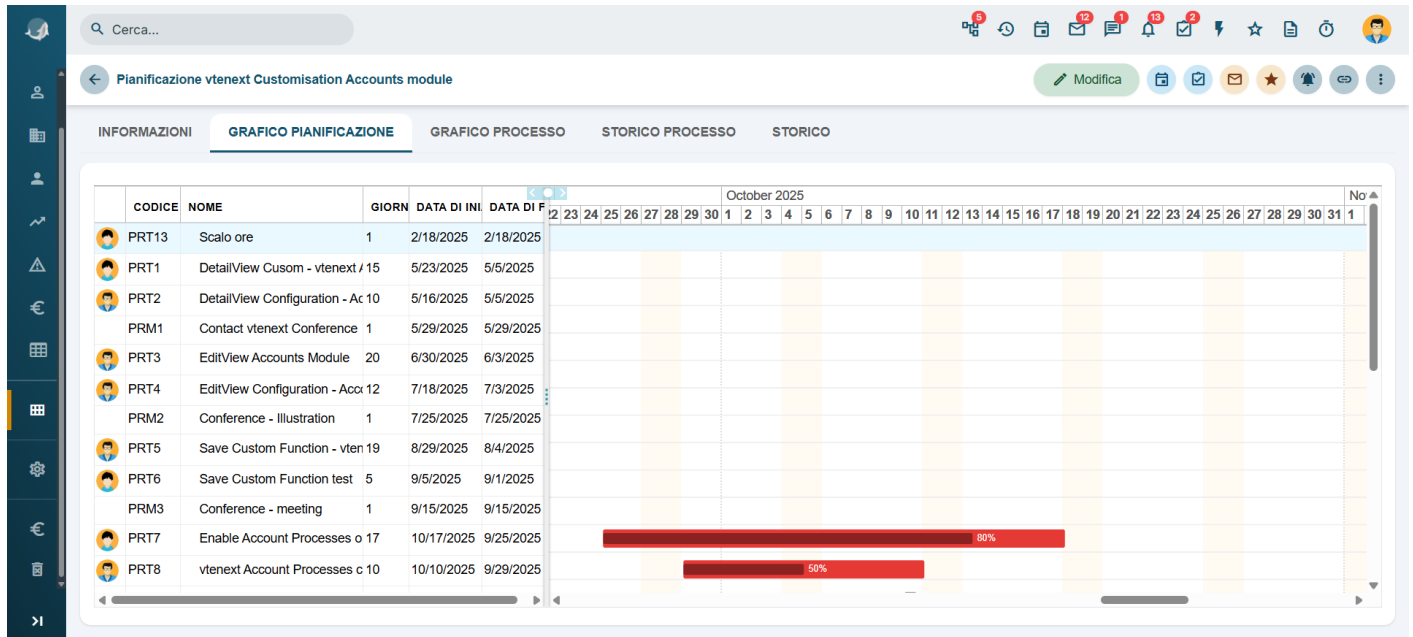 5 12 1 13 2
Cerca...
Pianificazione vtenext Customisation Accounts module
Modifica
INFORMAZIONI GRAFICO PIANIFICAZIONE GRAFICO PROCESSO STORICO PROCESSO STORICO
October 2025 No
CODICE NOME GIORN DATA DI INI. DATA DI F
22 23 24 25 26 27 28 29 30 1 2 3 4 5 6 7 8 9 10 11 12 13 14 15 16 17 18 19 20 21 22 23 24 25 26 27 28 29 30 31 1
PRT13 Scalo ore 1 2/18/2025 2/18/2025
PRT1 DetailView Cusom - vtenext A 15 5/23/2025 5/5/2025
PRT2 DetailView Configuration - Ac 10 5/16/2025 5/5/2025
PRM1 Contact vtenext Conference 1 5/29/2025 5/29/2025
PRT3 EditView Accounts Module 20 6/30/2025 6/3/2025
PRT4 EditView Configuration - Acc 12 7/18/2025 7/3/2025
PRM2 Conference - Illustration 1 7/25/2025 7/25/2025
PRT5 Save Custom Function - vten 19 8/29/2025 8/4/2025
PRT6 Save Custom Function test 5 9/5/2025 9/1/2025
PRM3 Conference - meeting 1 9/15/2025 9/15/2025
PRT7 Enable Account Processes o 17 10/17/2025 9/25/2025 80%
PRT8 vtenext Account Processes c 10 10/10/2025 9/29/2025 50%